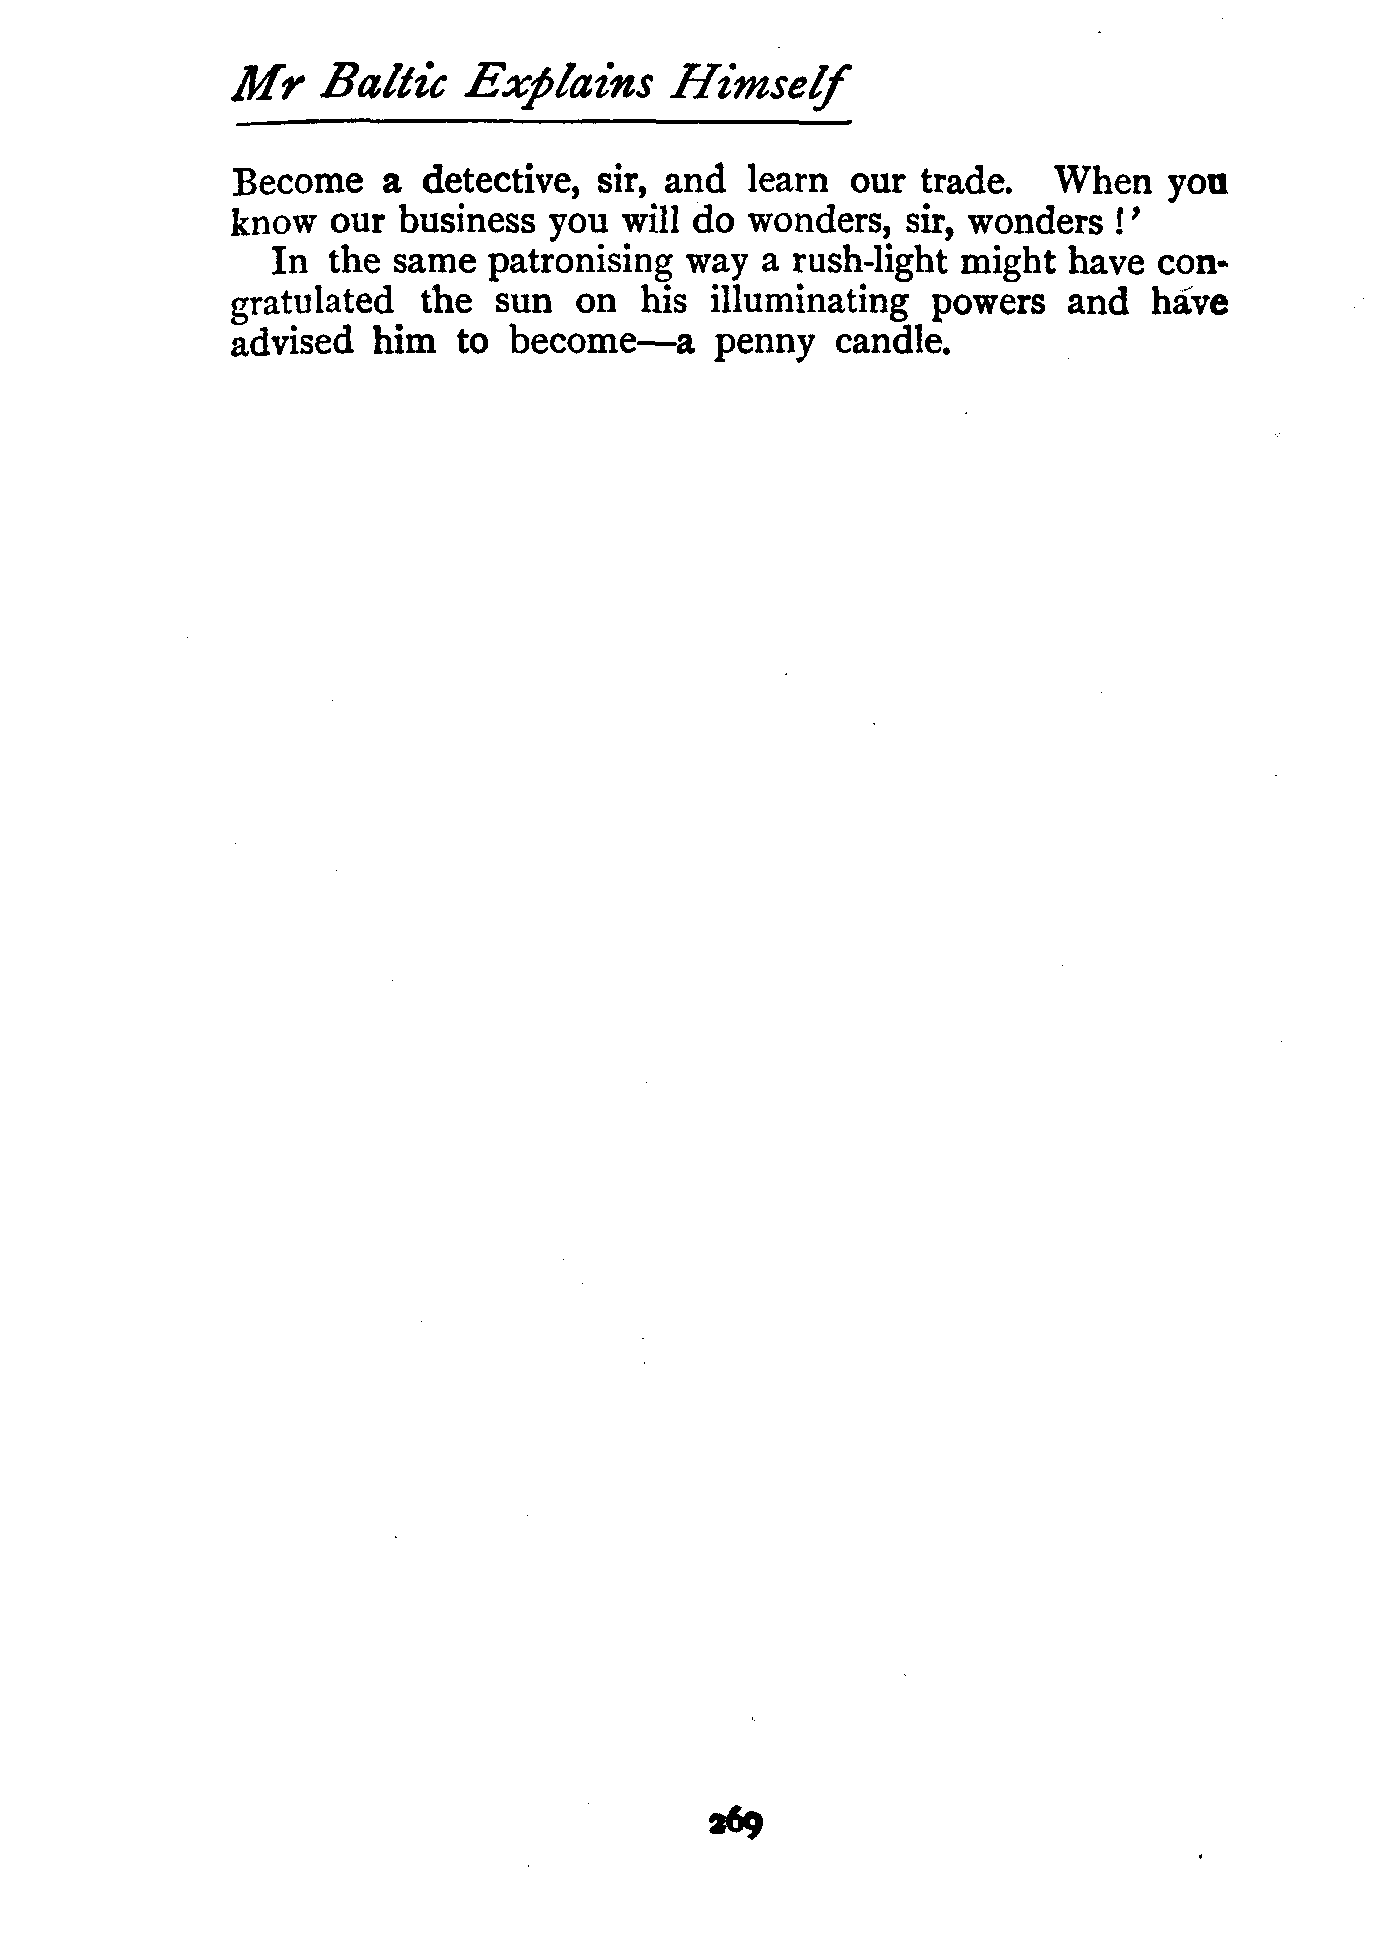 Mr Baltic Explains Himself
Become a detective, sir, and learn our trade. When you
know our business you will do wonders, sir, wonders!’
In the same patronising way a rush-light might have con-
gratulated the sun on his illuminating powers and have
advised him to become—a penny candle.
269